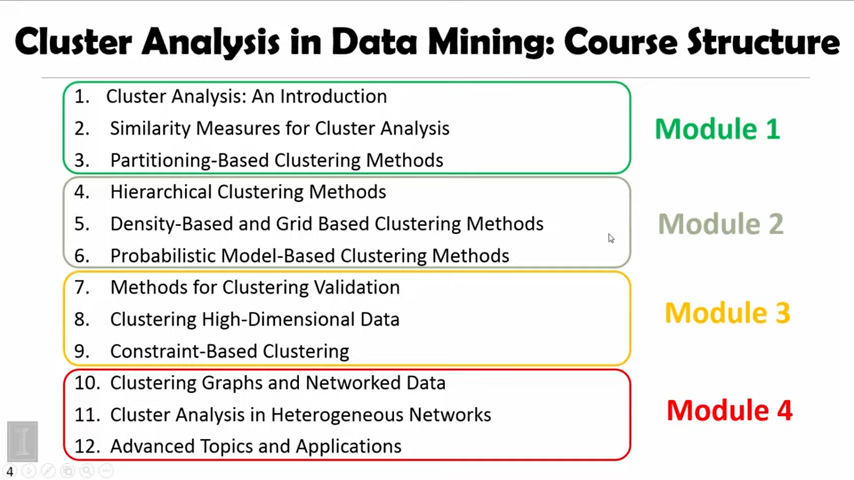 Cluster Analysis in Data Mining: Course Structure
1. Cluster Analysis: An Introduction
2. Similarity Measures for Cluster Analysis
3. Partitioning-Based Clustering Methods
Module 1
4. Hierarchical Clustering Methods
5. Density-Based and Grid Based Clustering Methods
6. Probabilistic Model-Based Clustering Methods
Module 2
7. Methods for Clustering Validation
8. Clustering High-Dimensional Data
9. Constraint-Based Clustering
Module 3
10. Clustering Graphs and Networked Data
11. Cluster Analysis in Heterogeneous Networks
12. Advanced Topics and Applications
Module 4
I
4